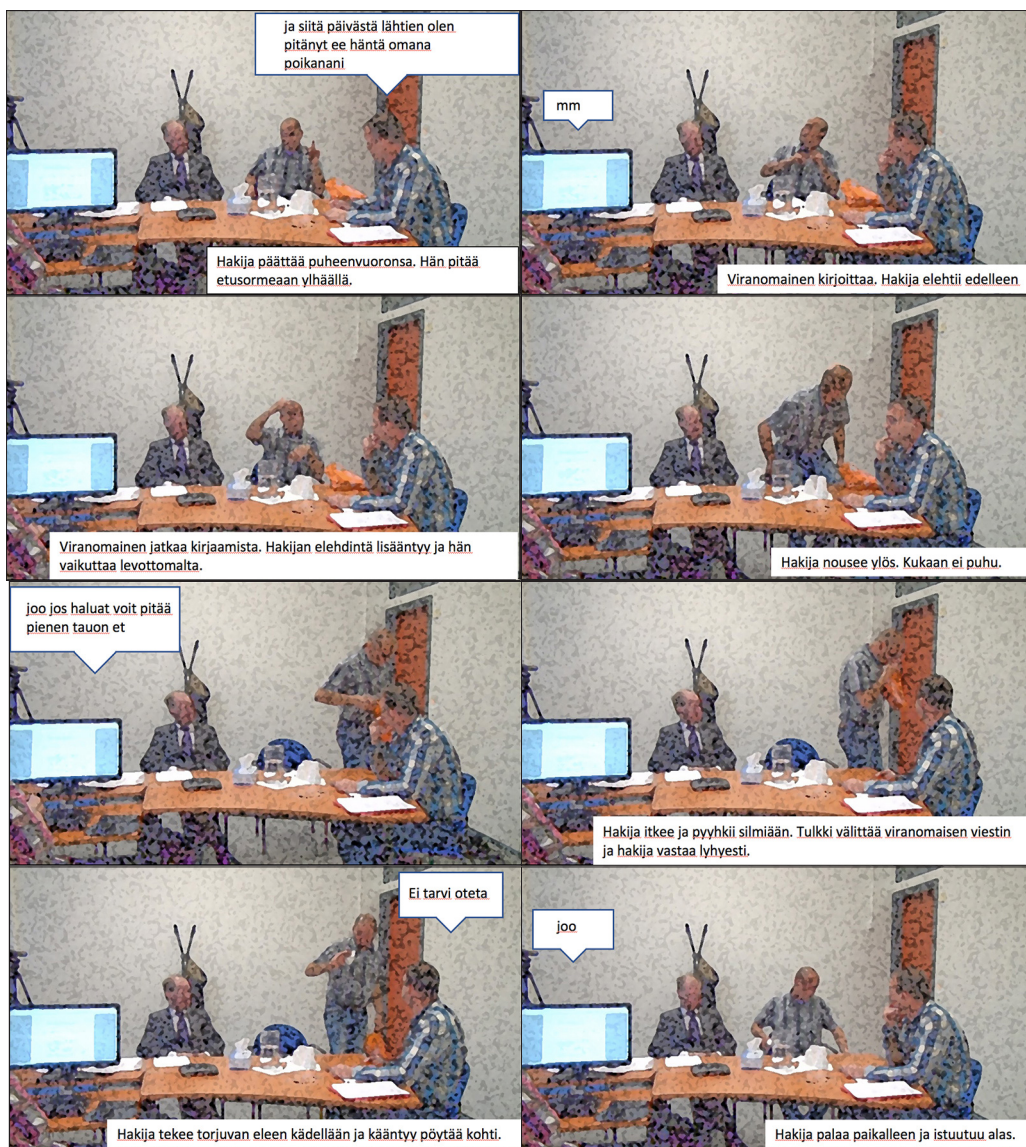 ja siitä päivästä lähtien olen
pitänyt ee häntä omana
poikanani
Hakija päättää puheenvuoronsa. Hän pitää
etusormeaan ylhäällä.
mm
Viranomainen kirjoittaa. Hakija elehtii edelleen
Viranomainen jatkaa kirjaamista. Hakijan elehdintä lisääntyy ja hän
vaikuttaa levottomalta.
Hakija nousee ylös. Kukaan ei puhu.
joo jos haluat voit pitää
pienen tauon et
Hakija itkee ja pyyhkii silmiään. Tulkki välittää viranomaisen viestin
ja hakija vastaa lyhyesti.
Ei tarvi oteta
Hakija tekee torjuvan eleen kädellään ja kääntyy pöytää kohti.
joo
Hakija palaa paikalleen ja istuutuu alas.